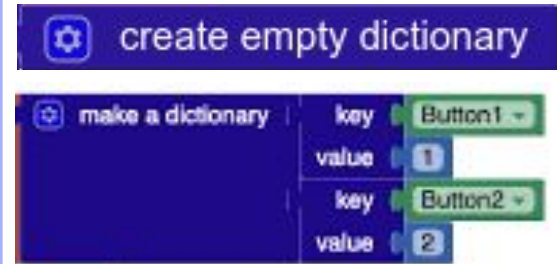 create empty dictionary
make a dictionary key Button1
value 1
key Button2
value 2